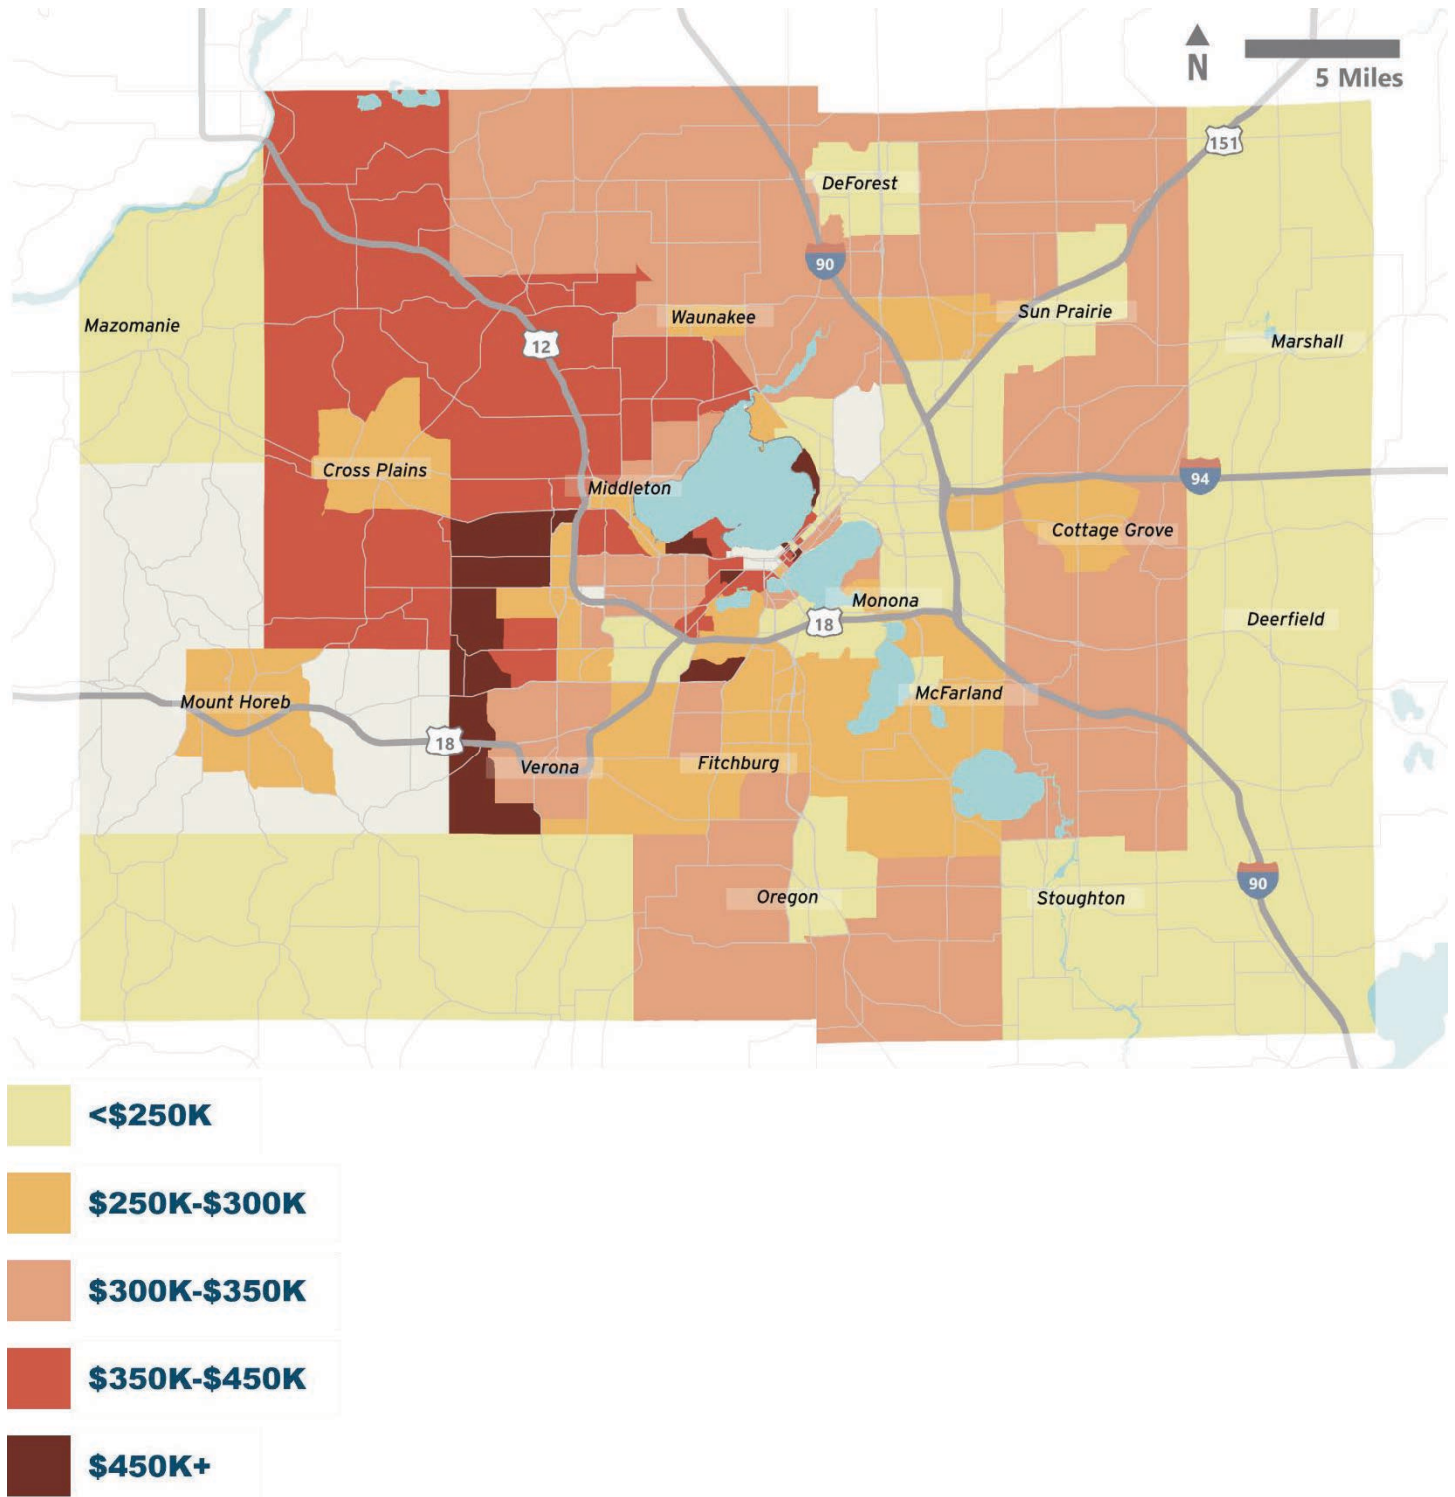 N
5 Miles
151
DeForest
90
Sun Prairie
Waunakee
Mazomanie
Marshall
12
Cross Plains
Middleton
94
Cottage Grove
Monona
18
Deerfield
McFarland
Mount Horeb
18
Verona
Fitchburg
90
Oregon
Stoughton
<$250K
$250K-$300K
$300K-$350K
$350K-$450K
$450K+